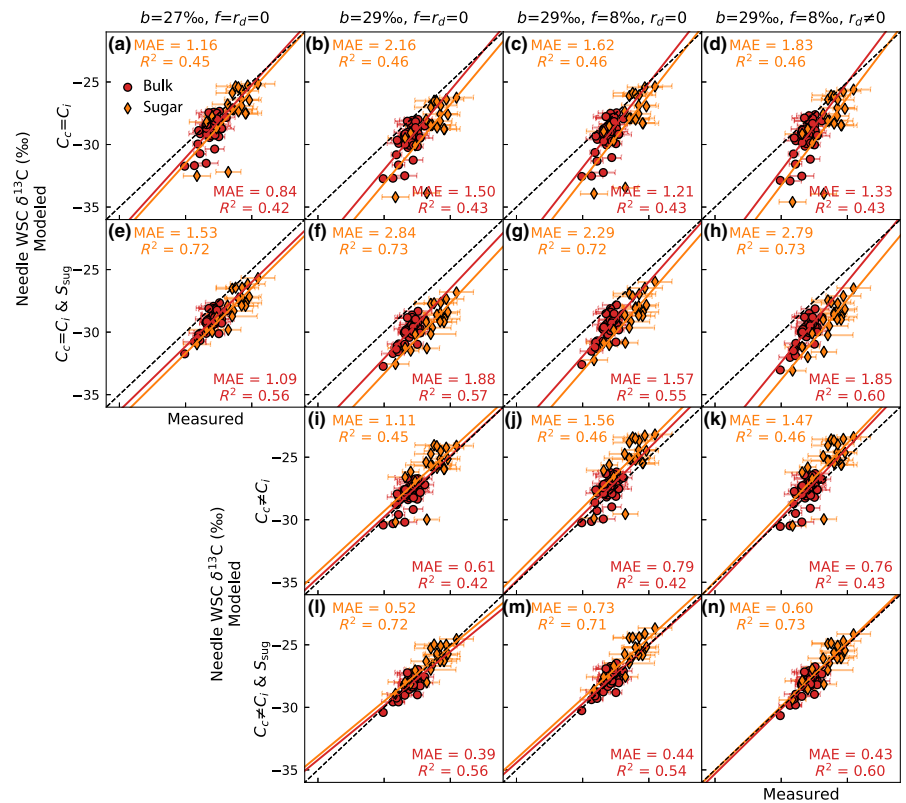 b=27‰, f=r_d=0
b=29‰, f=r_d=0
b=29‰, f=8‰, r_d=0
b=29‰, f=8‰, r_d≠0
(a)
MAE = 1.16
R² = 0.45
Bulk
Sugar
MAE = 0.84
R² = 0.42
(b)
MAE = 2.16
R² = 0.46
MAE = 1.50
R² = 0.43
(c)
MAE = 1.62
R² = 0.46
MAE = 1.21
R² = 0.43
(d)
MAE = 1.83
R² = 0.46
MAE = 1.33
R² = 0.43
−25
−30
−35
C_c=C_i
Needle WSC δ¹³C (‰)
Modeled
(e)
MAE = 1.53
R² = 0.72
MAE = 1.09
R² = 0.56
(f)
MAE = 2.84
R² = 0.73
MAE = 1.88
R² = 0.57
(g)
MAE = 2.29
R² = 0.72
MAE = 1.57
R² = 0.55
(h)
MAE = 2.79
R² = 0.73
MAE = 1.85
R² = 0.60
−25
−30
−35
C_c=C_i & S_sug
Measured
(i)
MAE = 1.11
R² = 0.45
MAE = 0.61
R² = 0.42
(j)
MAE = 1.56
R² = 0.46
MAE = 0.79
R² = 0.42
(k)
MAE = 1.47
R² = 0.46
MAE = 0.76
R² = 0.43
−25
−30
−35
C_c≠C_i
Needle WSC δ¹³C (‰)
Modeled
(l)
MAE = 0.52
R² = 0.72
MAE = 0.39
R² = 0.56
(m)
MAE = 0.73
R² = 0.71
MAE = 0.44
R² = 0.54
(n)
MAE = 0.60
R² = 0.73
MAE = 0.43
R² = 0.60
−25
−30
−35
C_c≠C_i & S_sug
Measured